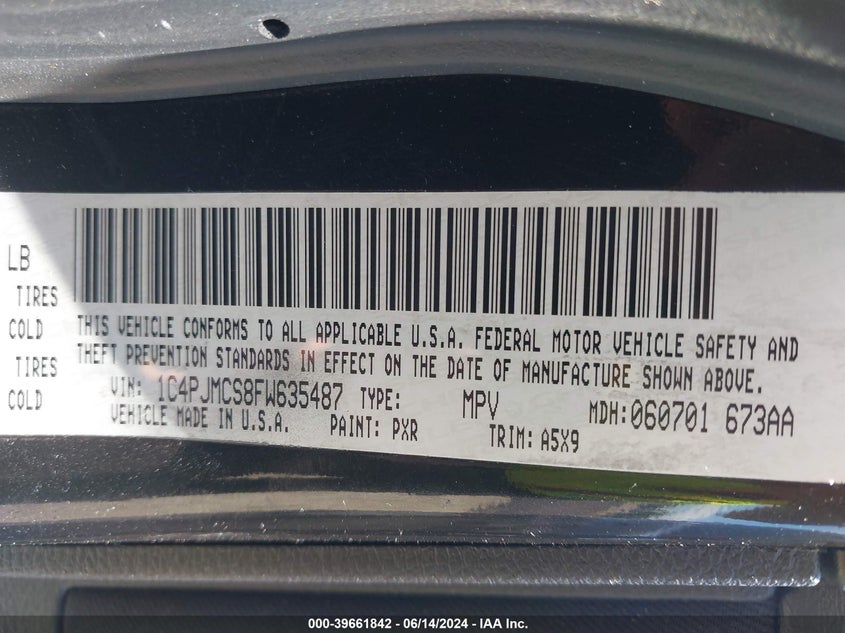 LB
TIRES
COLD
TIRES
COLD
THIS VEHICLE CONFORMS TO ALL APPLICABLE U.S.A. FEDERAL MOTOR VEHICLE SAFETY AND
THEFT PREVENTION STANDARDS IN EFFECT ON THE DATE OF MANUFACTURE SHOWN ABOVE.
VIN: 1C4PJMCS8FW635487 TYPE: MPV MDH:060701 673AA
VEHICLE MADE IN U.S.A. PAINT: PXR TRIM: A5X9
000-39661842 - 06/14/2024 - IAA Inc.